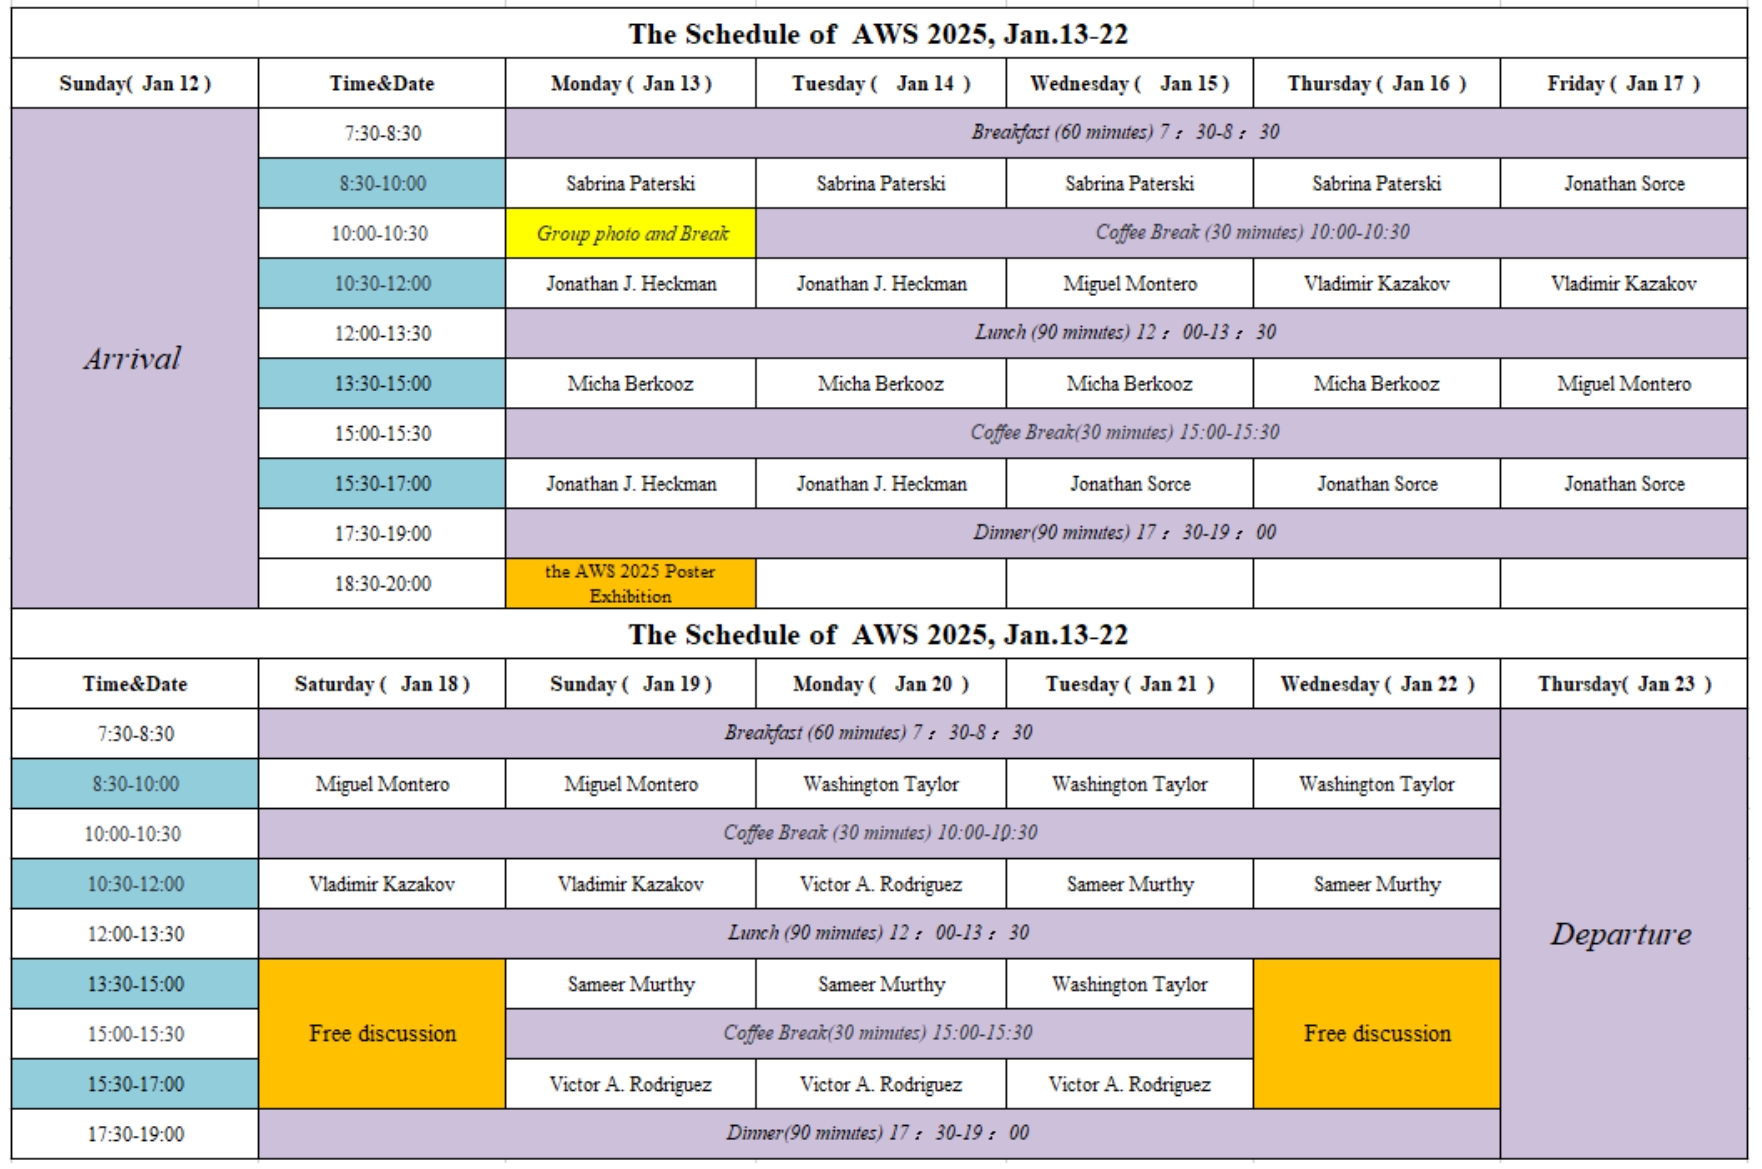 The Schedule of AWS 2025, Jan.13-22
Sunday( Jan 12 ) Time&Date Monday ( Jan 13 ) Tuesday ( Jan 14 ) Wednesday ( Jan 15 ) Thursday ( Jan 16 ) Friday ( Jan 17 )
7:30-8:30 Breakfast (60 minutes) 7：30-8：30
8:30-10:00 Sabrina Paterski Sabrina Paterski Sabrina Paterski Sabrina Paterski Jonathan Sorce
10:00-10:30 Group photo and Break Coffee Break (30 minutes) 10:00-10:30
10:30-12:00 Jonathan J. Heckman Jonathan J. Heckman Miguel Montero Vladimir Kazakov Vladimir Kazakov
12:00-13:30 Lunch (90 minutes) 12：00-13：30
Arrival
13:30-15:00 Micha Berkooz Micha Berkooz Micha Berkooz Micha Berkooz Miguel Montero
15:00-15:30 Coffee Break(30 minutes) 15:00-15:30
15:30-17:00 Jonathan J. Heckman Jonathan J. Heckman Jonathan Sorce Jonathan Sorce Jonathan Sorce
17:30-19:00 Dinner(90 minutes) 17：30-19：00
18:30-20:00 the AWS 2025 Poster
Exhibition
The Schedule of AWS 2025, Jan.13-22
Time&Date Saturday ( Jan 18 ) Sunday ( Jan 19 ) Monday ( Jan 20 ) Tuesday ( Jan 21 ) Wednesday ( Jan 22 ) Thursday( Jan 23 )
7:30-8:30 Breakfast (60 minutes) 7：30-8：30
8:30-10:00 Miguel Montero Miguel Montero Washington Taylor Washington Taylor Washington Taylor
10:00-10:30 Coffee Break (30 minutes) 10:00-10:30
10:30-12:00 Vladimir Kazakov Vladimir Kazakov Victor A. Rodriguez Sameer Murthy Sameer Murthy
12:00-13:30 Lunch (90 minutes) 12：00-13：30
Departure
13:30-15:00 Sameer Murthy Sameer Murthy Washington Taylor
15:00-15:30 Free discussion Coffee Break(30 minutes) 15:00-15:30 Free discussion
15:30-17:00 Victor A. Rodriguez Victor A. Rodriguez Victor A. Rodriguez
17:30-19:00 Dinner(90 minutes) 17：30-19：00